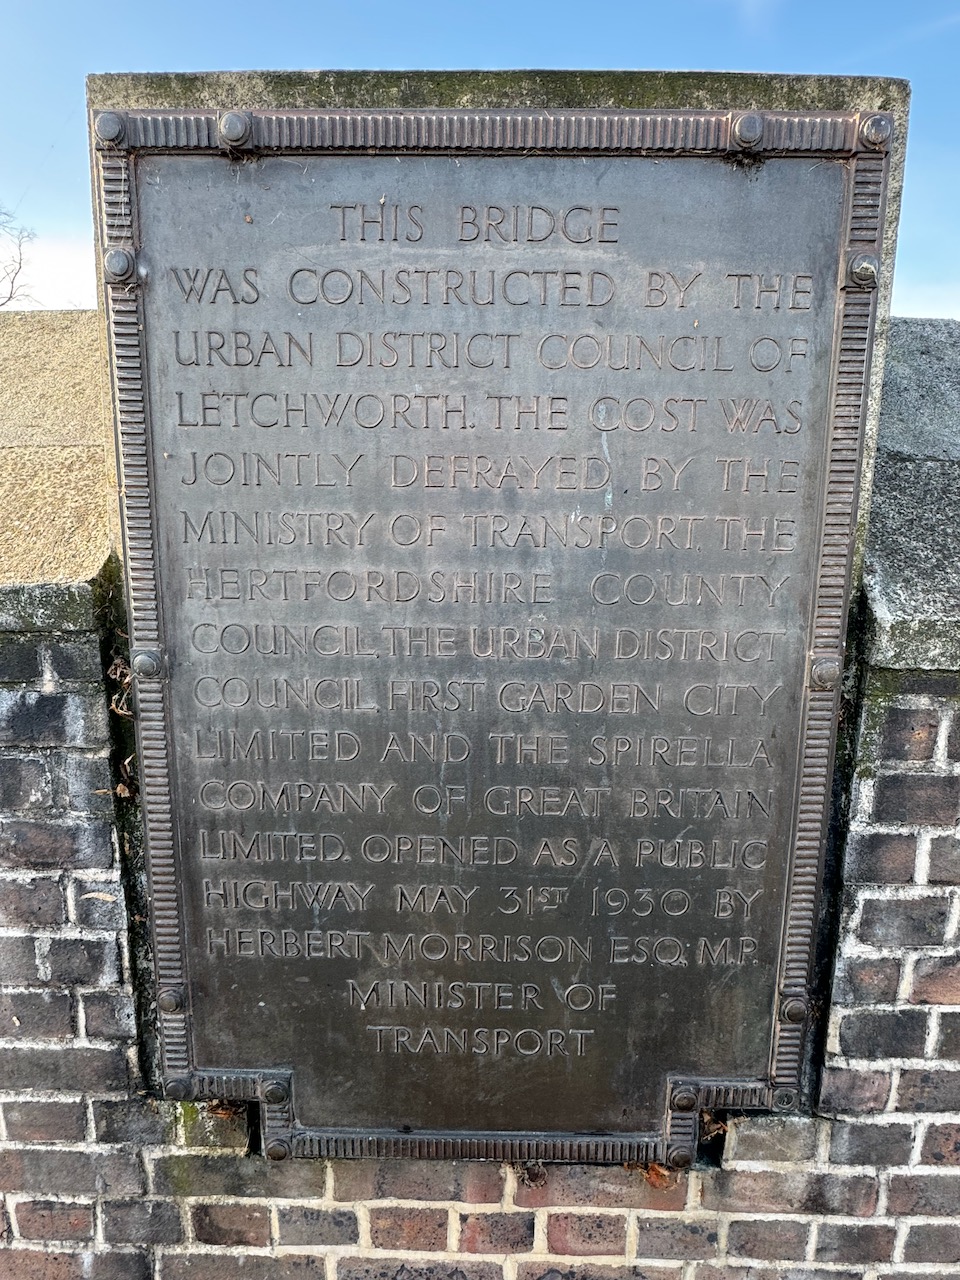 THIS BRIDGE
WAS CONSTRUCTED BY THE
URBAN DISTRICT COUNCIL OF
LETCHWORTH. THE COST WAS
JOINTLY DEFRAYED BY THE
MINISTRY OF TRANSPORT, THE
HERTFORDSHIRE COUNTY
COUNCIL, THE URBAN DISTRICT
COUNCIL, FIRST GARDEN CITY
LIMITED AND THE SPIRELLA
COMPANY OF GREAT BRITAIN
LIMITED. OPENED AS A PUBLIC
HIGHWAY MAY 31ST 1930 BY
HERBERT MORRISON ESQ. M.P.
MINISTER OF
TRANSPORT